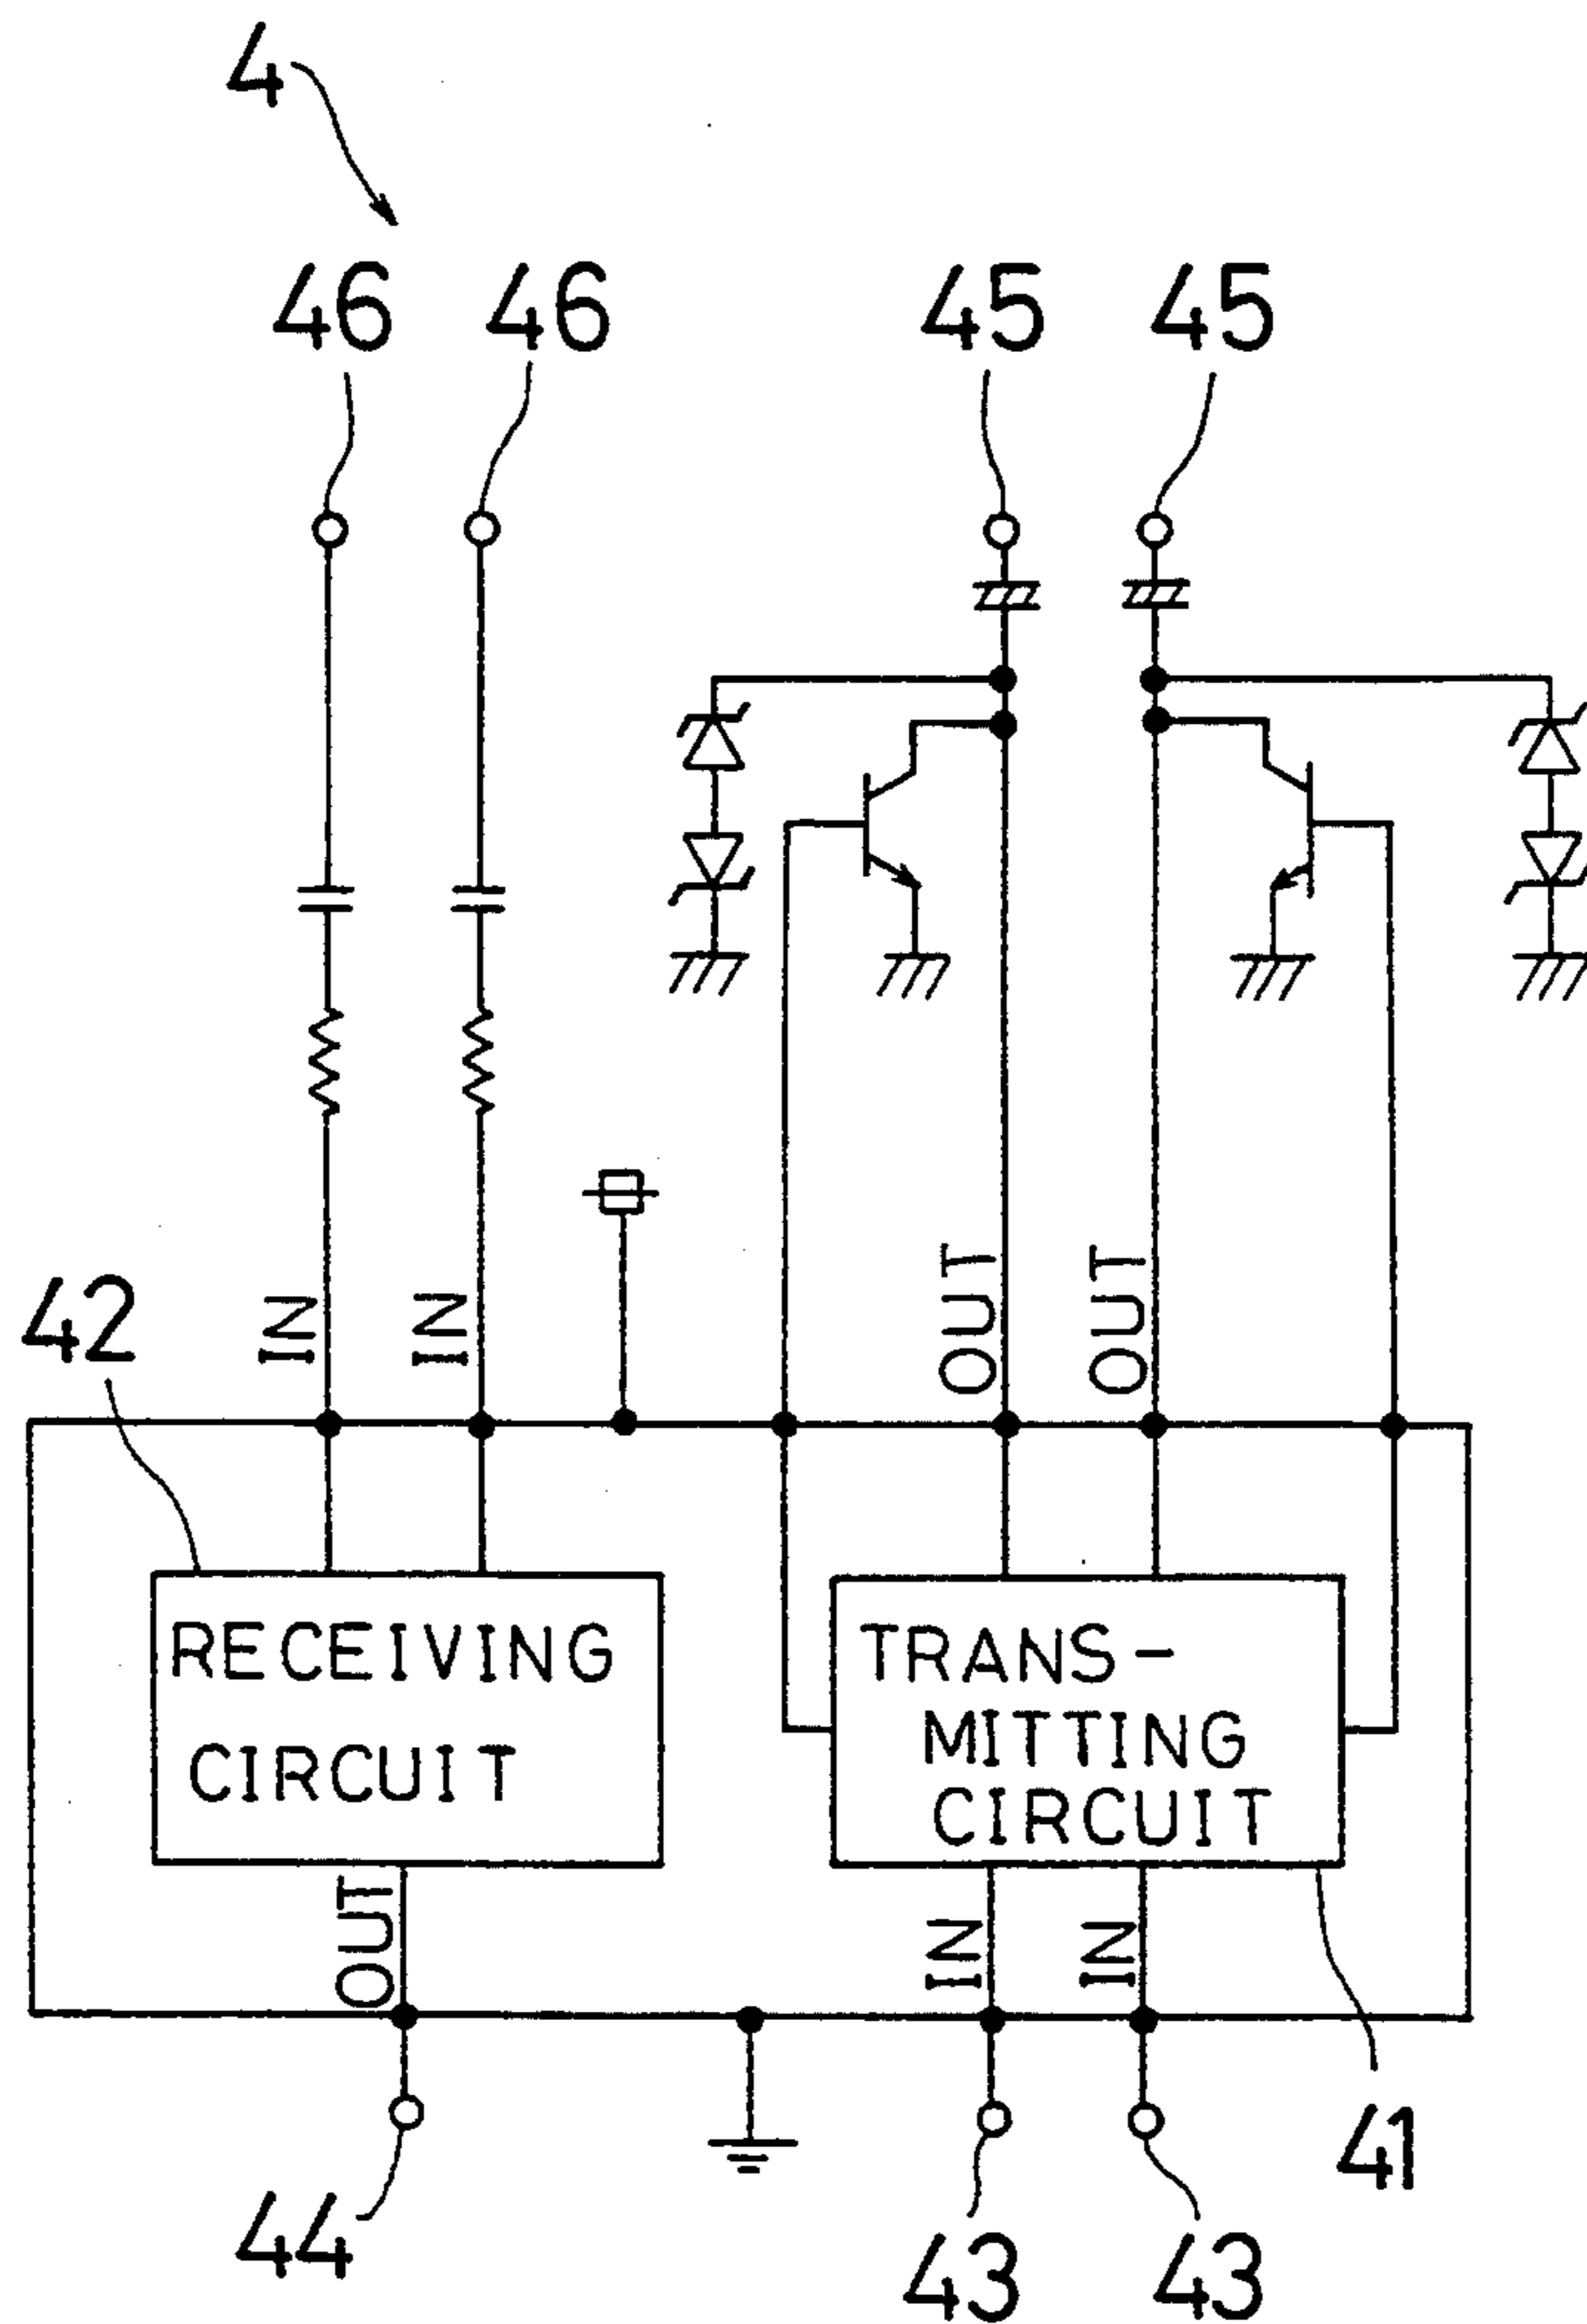 4
46 46 45 45
IN IN OUT OUT
42
RECEIVING
CIRCUIT
TRANS-
MITTING
CIRCUIT
OUT IN IN
41
44 43 43